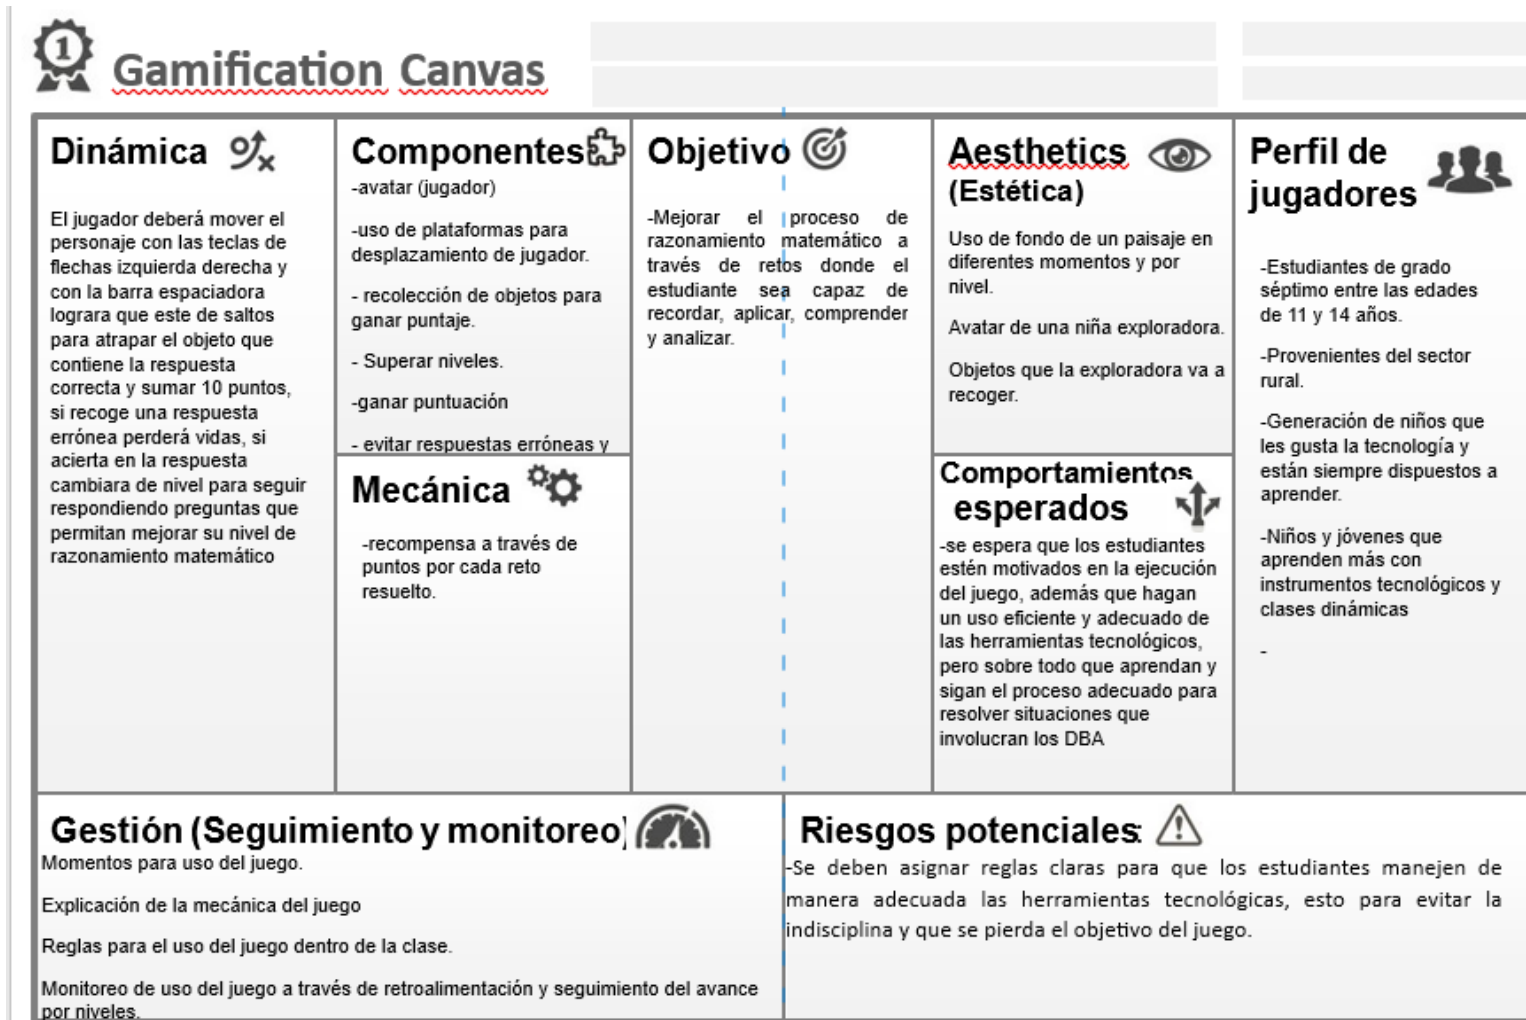 1
Gamification Canvas
Dinámica
El jugador deberá mover el
personaje con las teclas de
flechas izquierda derecha y
con la barra espaciadora
lograra que este de saltos
para atrapar el objeto que
contiene la respuesta
correcta y sumar 10 puntos,
si recoge una respuesta
errónea perderá vidas, si
acierta en la respuesta
cambiara de nivel para seguir
respondiendo preguntas que
permitan mejorar su nivel de
razonamiento matemático
Componentes
-avatar (jugador)
-uso de plataformas para
desplazamiento de jugador.
- recolección de objetos para
ganar puntaje.
- Superar niveles.
-ganar puntuación
- evitar respuestas erróneas y
Mecánica
-recompensa a través de
puntos por cada reto
resuelto.
Objetivo
-Mejorar el proceso de
razonamiento matemático a
través de retos donde el
estudiante sea capaz de
recordar, aplicar, comprender
y analizar.
Aesthetics
(Estética)
Uso de fondo de un paisaje en
diferentes momentos y por
nivel.
Avatar de una niña exploradora.
Objetos que la exploradora va a
recoger.
Comportamientos
esperados
-se espera que los estudiantes
estén motivados en la ejecución
del juego, además que hagan
un uso eficiente y adecuado de
las herramientas tecnológicos,
pero sobre todo que aprendan y
sigan el proceso adecuado para
resolver situaciones que
involucran los DBA
Perfil de
jugadores
-Estudiantes de grado
séptimo entre las edades
de 11 y 14 años.
-Provenientes del sector
rural.
-Generación de niños que
les gusta la tecnología y
están siempre dispuestos a
aprender.
-Niños y jóvenes que
aprenden más con
instrumentos tecnológicos y
clases dinámicas
-
Gestión (Seguimiento y monitoreo)
Momentos para uso del juego.
Explicación de la mecánica del juego
Reglas para el uso del juego dentro de la clase.
Monitoreo de uso del juego a través de retroalimentación y seguimiento del avance
por niveles.
Riesgos potenciales:
-Se deben asignar reglas claras para que los estudiantes manejen de
manera adecuada las herramientas tecnológicas, esto para evitar la
indisciplina y que se pierda el objetivo del juego.